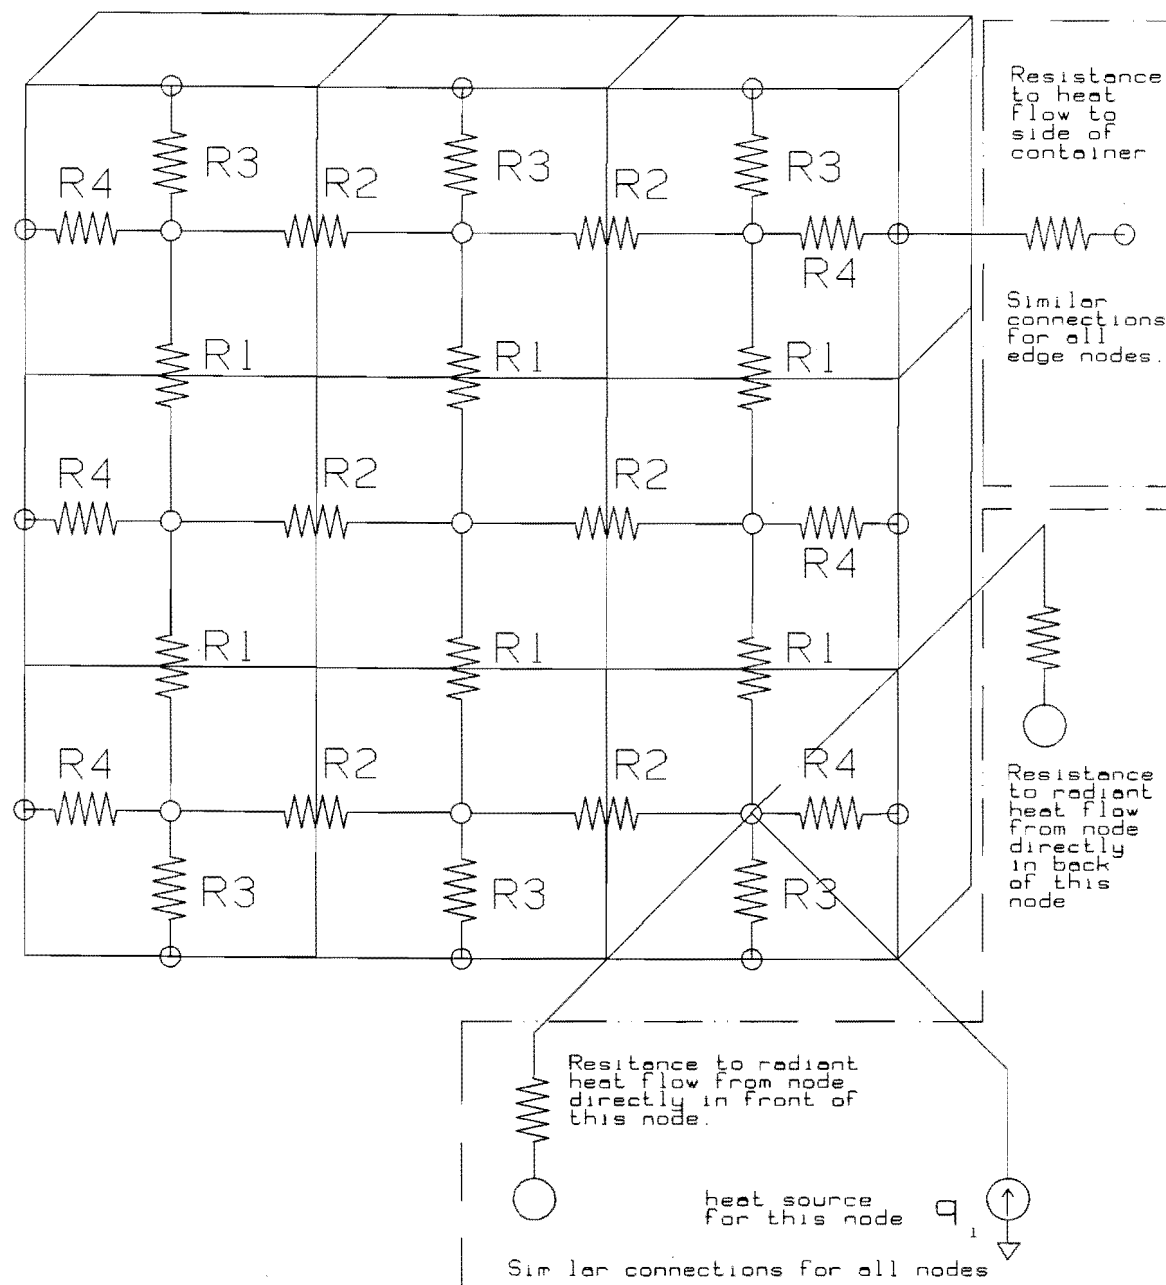 Resistance
to heat
flow to
side of
container
R3
R3
R3
R4
R2
R2
R4
Similar
connections
for all
edge nodes.
R1
R1
R1
R4
R2
R2
R4
R1
R1
R1
R4
R2
R2
R4
Resistance
to radiant
heat flow
from node
directly
in back
of this
node
R3
R3
R3
Resitance to radiant
heat flow from node
directly in front of
this node.
heat source
for this node q i
Sim lar connections for all nodes